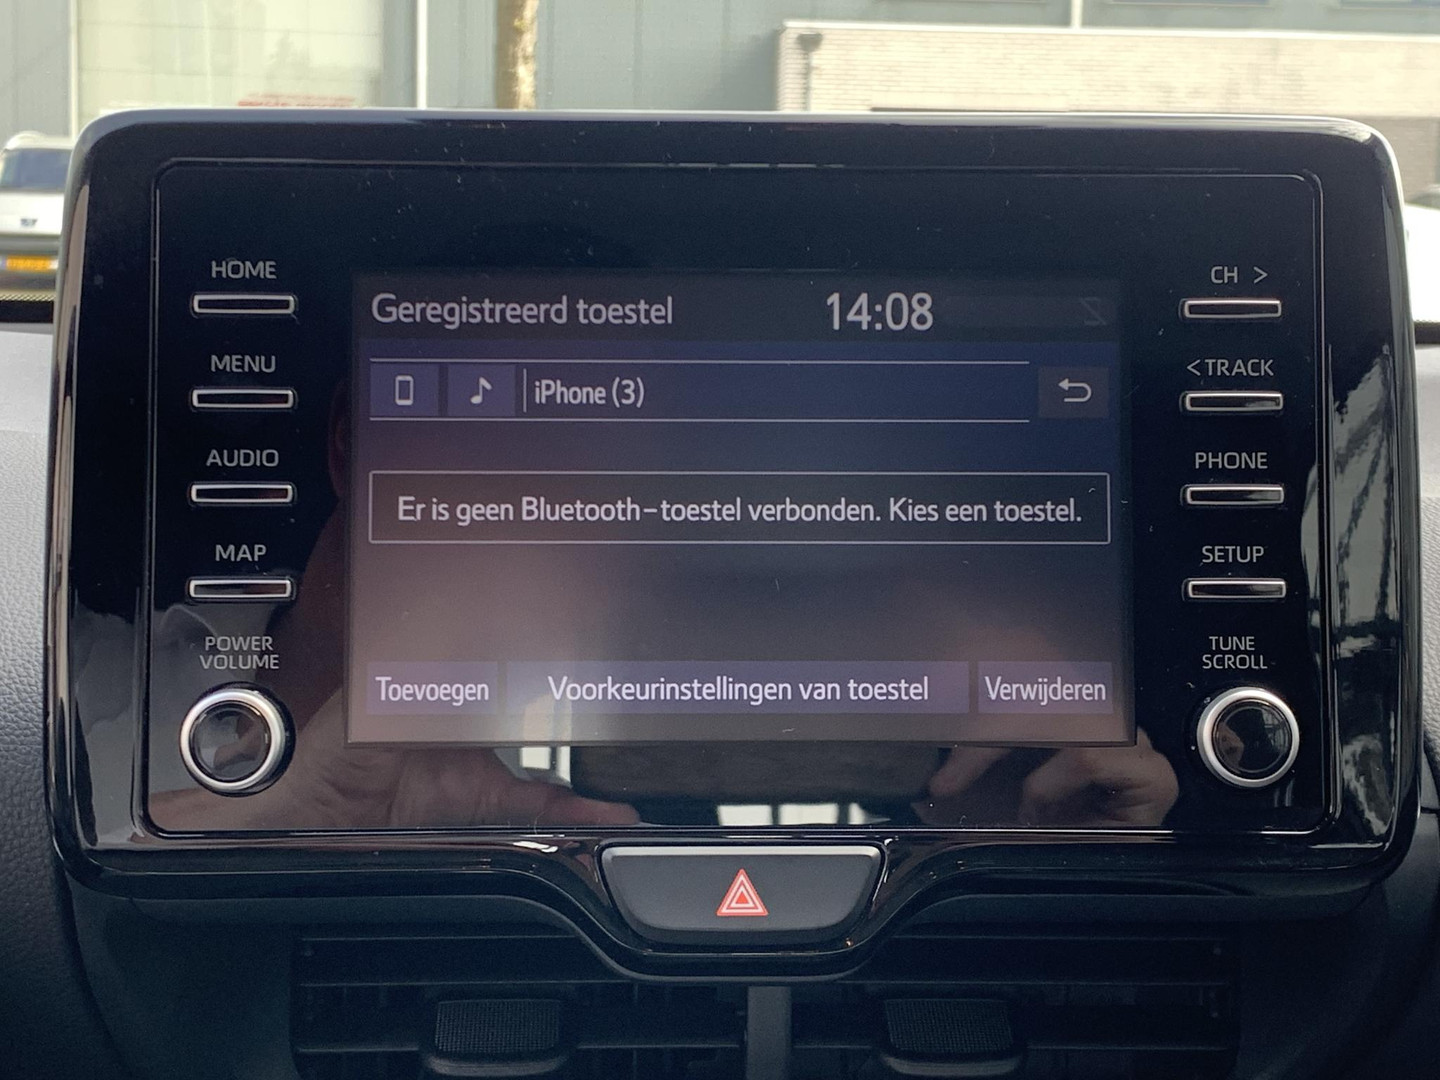 HOME
MENU
AUDIO
MAP
POWER
VOLUME
Geregistreerd toestel 14:08
iPhone (3)
Er is geen Bluetooth-toestel verbonden. Kies een toestel.
Toevoegen Voorkeurinstellingen van toestel Verwijderen
CH >
< TRACK
PHONE
SETUP
TUNE
SCROLL